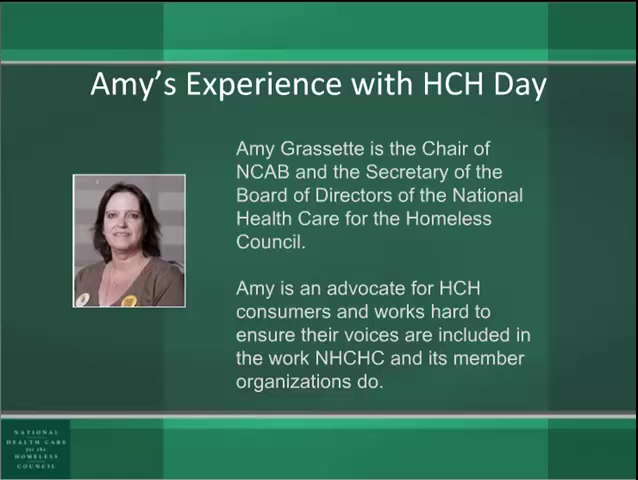 Amy's Experience with HCH Day
Amy Grassette is the Chair of
NCAB and the Secretary of the
Board of Directors of the National
Health Care for the Homeless
Council.
Amy is an advocate for HCH
consumers and works hard to
ensure their voices are included in
the work NHCHC and its member
organizations do.
NATIONAL
HEALTH CARE
for the
HOMELESS
COUNCIL